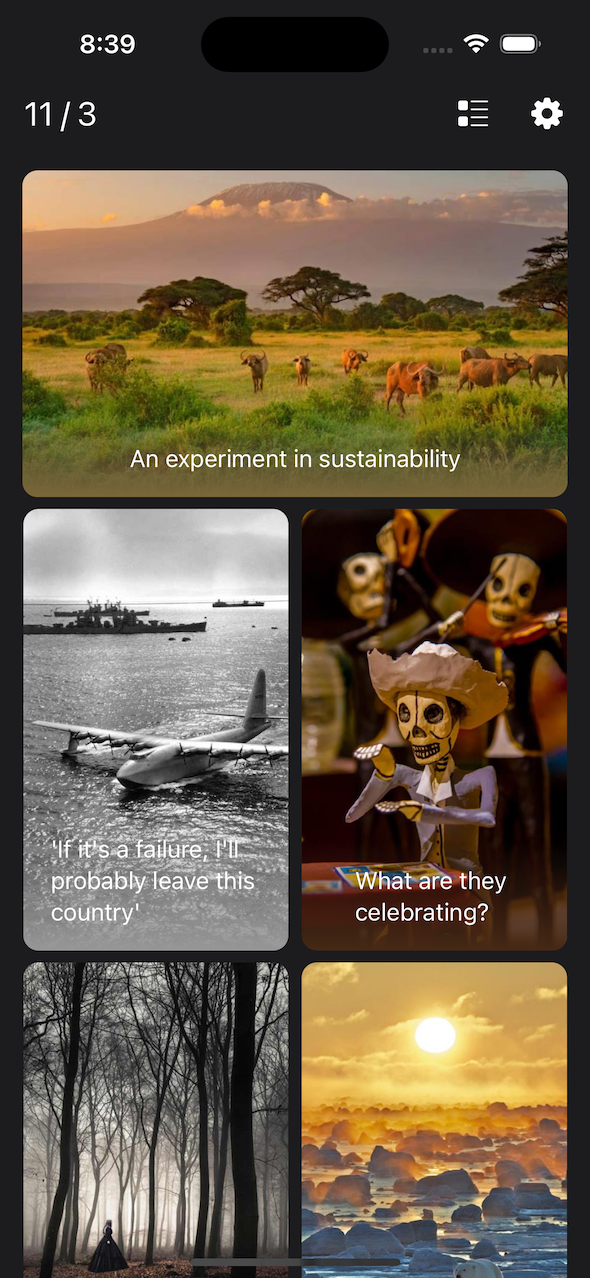 8:39
11 / 3
An experiment in sustainability
'If it's a failure, I'll
probably leave this
country'
What are they
celebrating?